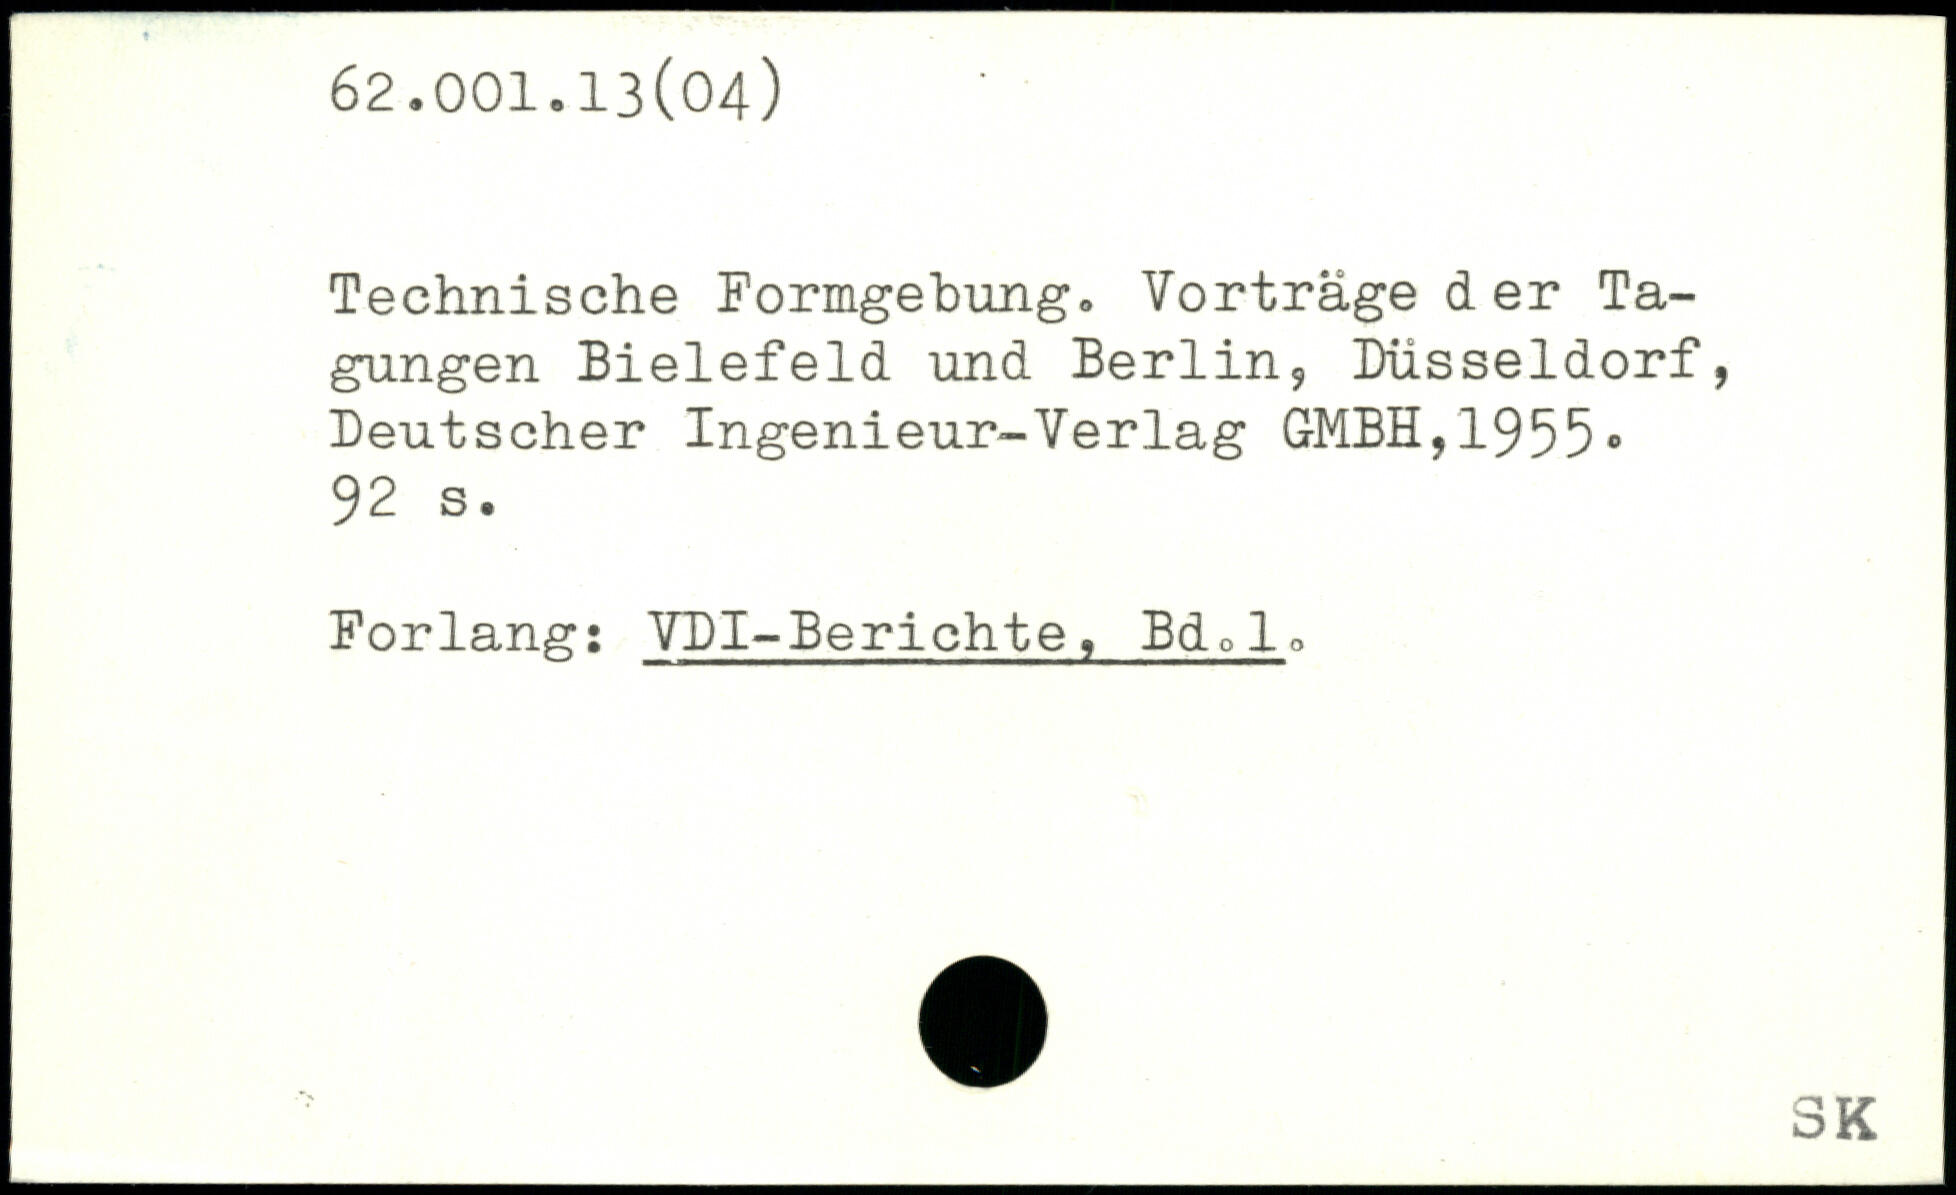 62.001.13(04)
Technische Formgebung. Vorträge der Ta-
gungen Bielefeld und Berlin, Düsseldorf,
Deutscher Ingenieur-Verlag GMBH,1955.
92 s.
Forlang: VDI-Berichte, Bd.1.
SK